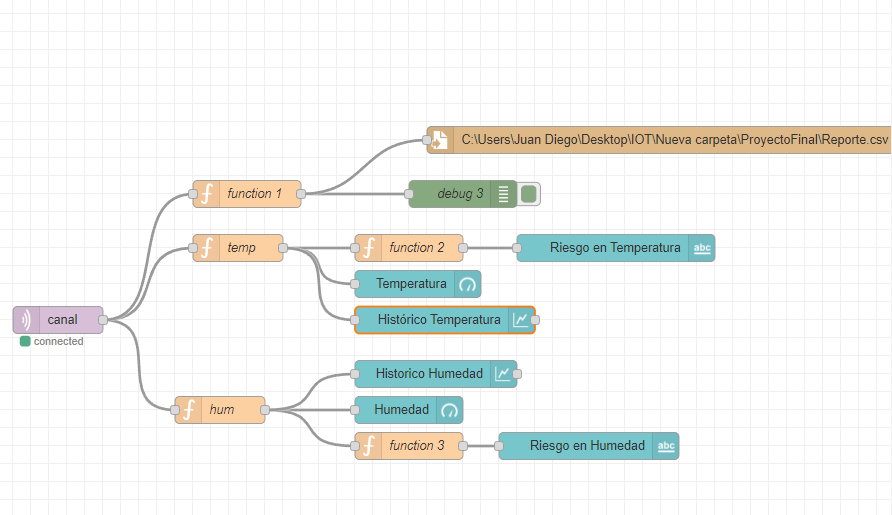 C:\Users\Juan Diego\Desktop\IOT\Nueva carpeta\ProyectoFinal\Reporte.csv
function 1
debug 3
temp
function 2
Riesgo en Temperatura
abc
Temperatura
canal
Histórico Temperatura
connected
Historico Humedad
hum
Humedad
function 3
Riesgo en Humedad
abc